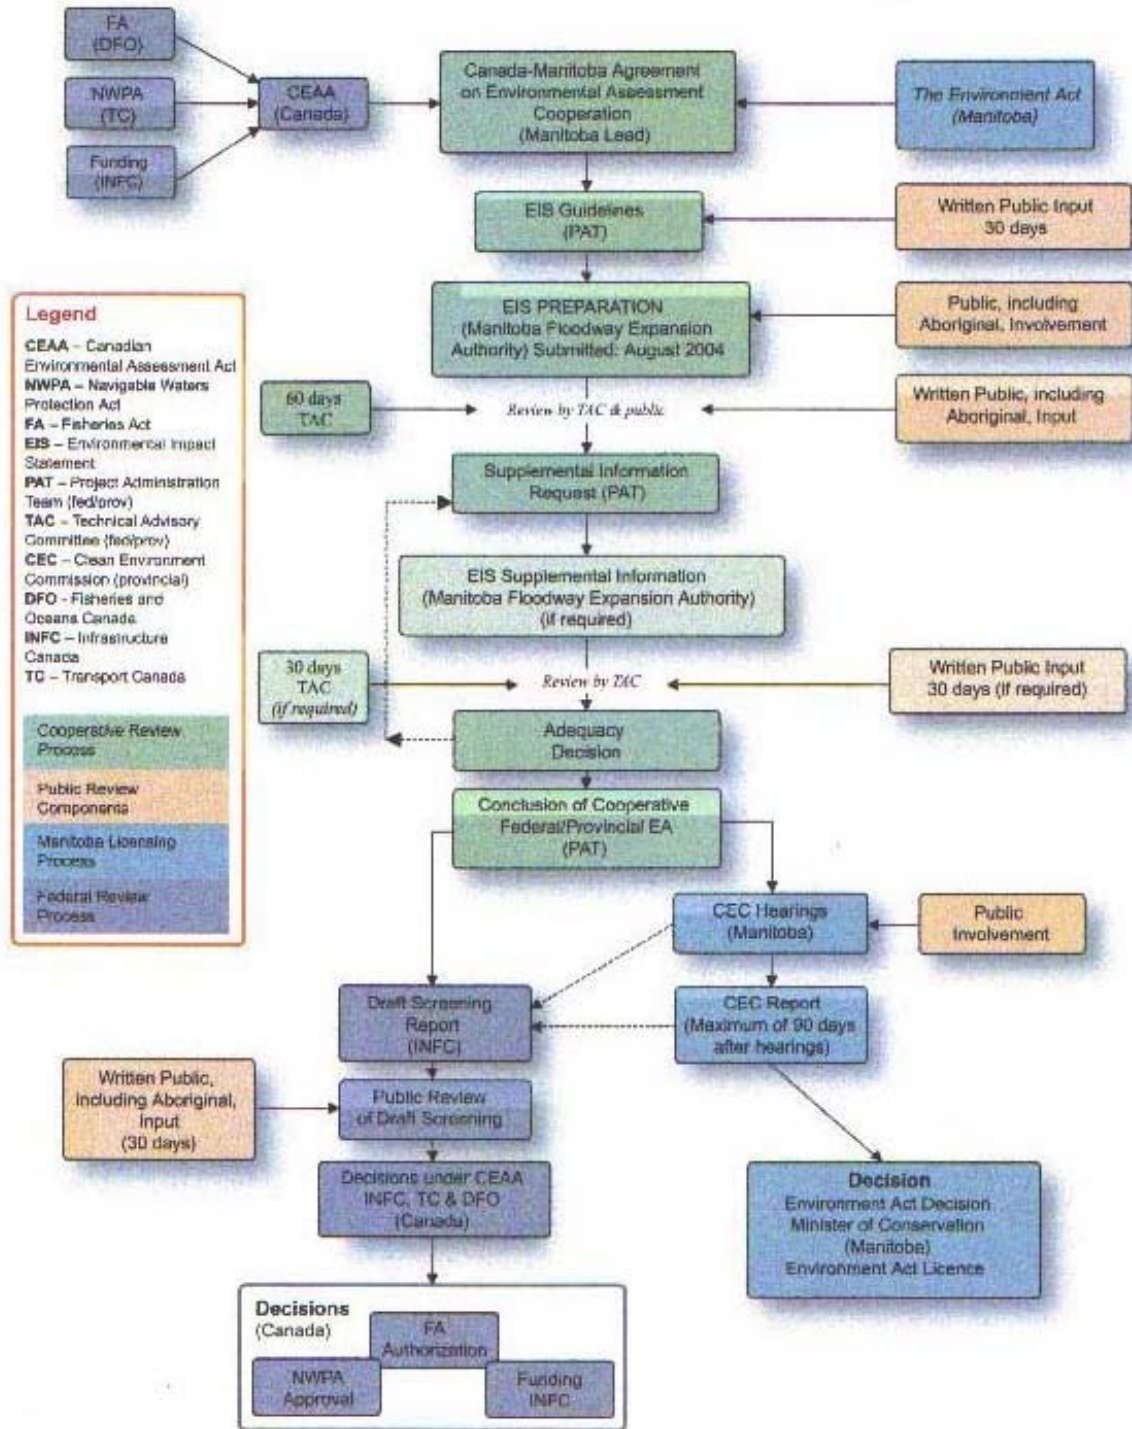 FA
(DFO)
NWPA
(TC)
Funding
(INFC)
CEAA
(Canada)
Canada-Manitoba Agreement
on Environmental Assessment
Cooperation
(Manitoba Lead)
The Environment Act
(Manitoba)
EIS Guidelines
(PAT)
Written Public Input
30 days
EIS PREPARATION
(Manitoba Floodway Expansion
Authority) Submitted: August 2004
Public, including
Aboriginal, Involvement
60 days
TAC
Review by TAC & public
Written Public, including
Aboriginal, Input
Supplemental Information
Request (PAT)
EIS Supplemental Information
(Manitoba Floodway Expansion Authority)
(if required)
30 days
TAC
(if required)
Review by TAC
Written Public Input
30 days (if required)
Adequacy
Decision
Conclusion of Cooperative
Federal/Provincial EA
(PAT)
CEC Hearings
(Manitoba)
Public
Involvement
Draft Screening
Report
(INFC)
CEC Report
(Maximum of 90 days
after hearings)
Written Public,
including Aboriginal,
Input
(30 days)
Public Review
of Draft Screening
Decisions under CEAA
INFC, TC & DFO
(Canada)
Decision
Environment Act Decision
Minister of Conservation
(Manitoba)
Environment Act Licence
Decisions
(Canada)
FA
Authorization
NWPA
Approval
Funding
INFC
Legend
CEAA – Canadian
Environmental Assessment Act
NWPA – Navigable Waters
Protection Act
FA – Fisheries Act
EIS – Environmental Impact
Statement
PAT – Project Administration
Team (fed/prov)
TAC – Technical Advisory
Committee (fed/prov)
CEC – Clean Environment
Commission (provincial)
DFO - Fisheries and
Oceans Canada
INFC – Infrastructure
Canada
TC – Transport Canada
Cooperative Review
Process
Public Review
Components
Manitoba Licensing
Process
Federal Review
Process